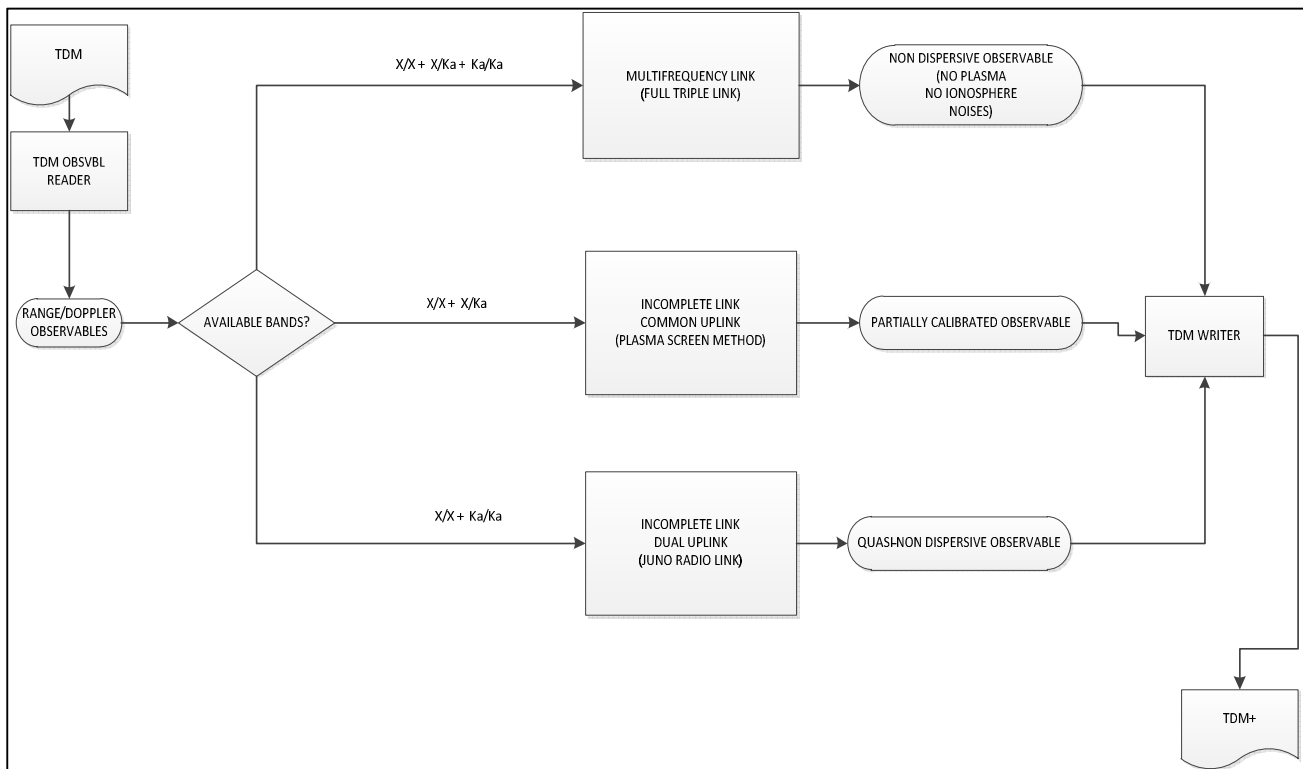 TDM
TDM OBSVBL
READER
RANGE/DOPPLER
OBSERVABLES
AVAILABLE BANDS?
X/X + X/Ka + Ka/Ka
MULTIFREQUENCY LINK
(FULL TRIPLE LINK)
NON DISPERSIVE OBSERVABLE
(NO PLASMA
NO IONOSPHERE
NOISES)
X/X + X/Ka
INCOMPLETE LINK
COMMON UPLINK
(PLASMA SCREEN METHOD)
PARTIALLY CALIBRATED OBSERVABLE
X/X + Ka/Ka
INCOMPLETE LINK
DUAL UPLINK
(JUNO RADIO LINK)
QUASI-NON DISPERSIVE OBSERVABLE
TDM WRITER
TDM+